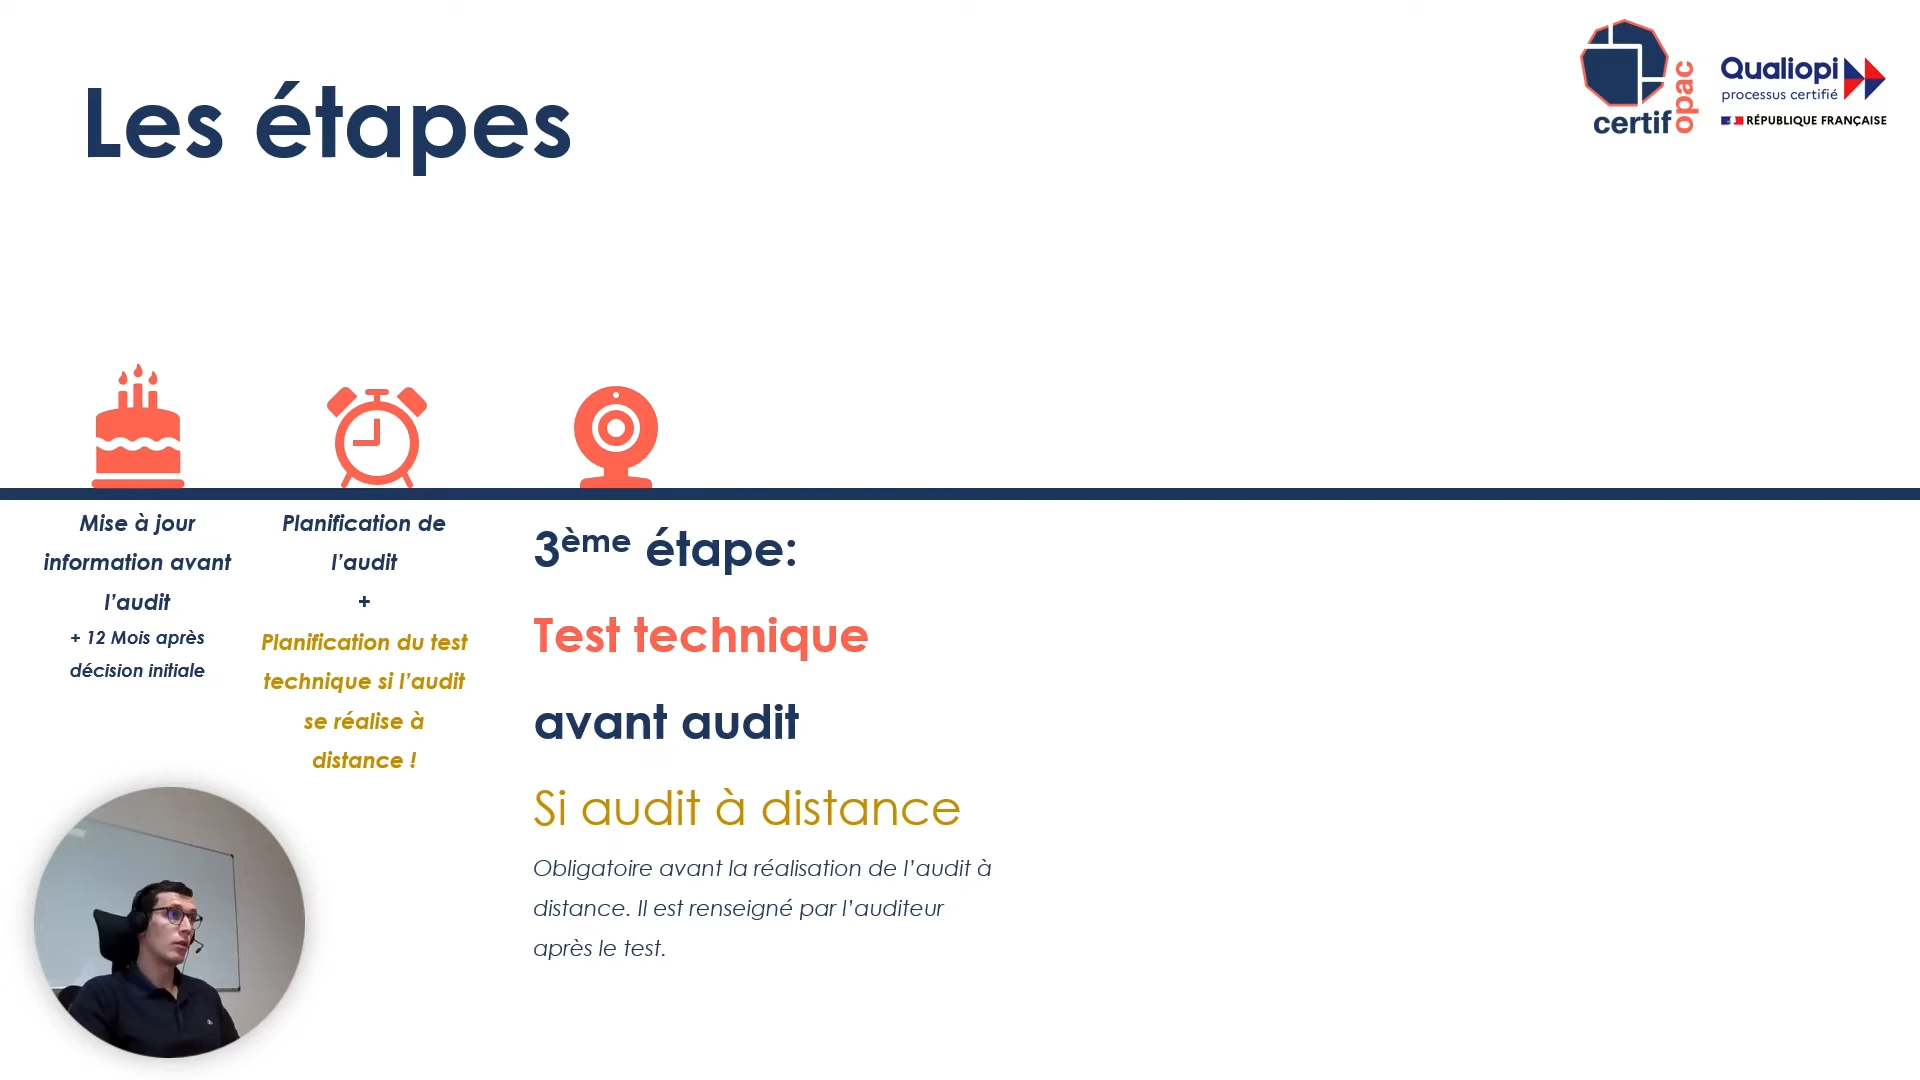 Les étapes
certif
opac
Qualiopi
processus certifié
RÉPUBLIQUE FRANÇAISE
Mise à jour
information avant
l’audit
+ 12 Mois après
décision initiale
Planification de
l’audit
+
Planification du test
technique si l’audit
se réalise à
distance !
3ème étape:
Test technique
avant audit
Si audit à distance
Obligatoire avant la réalisation de l’audit à
distance. Il est renseigné par l’auditeur
après le test.